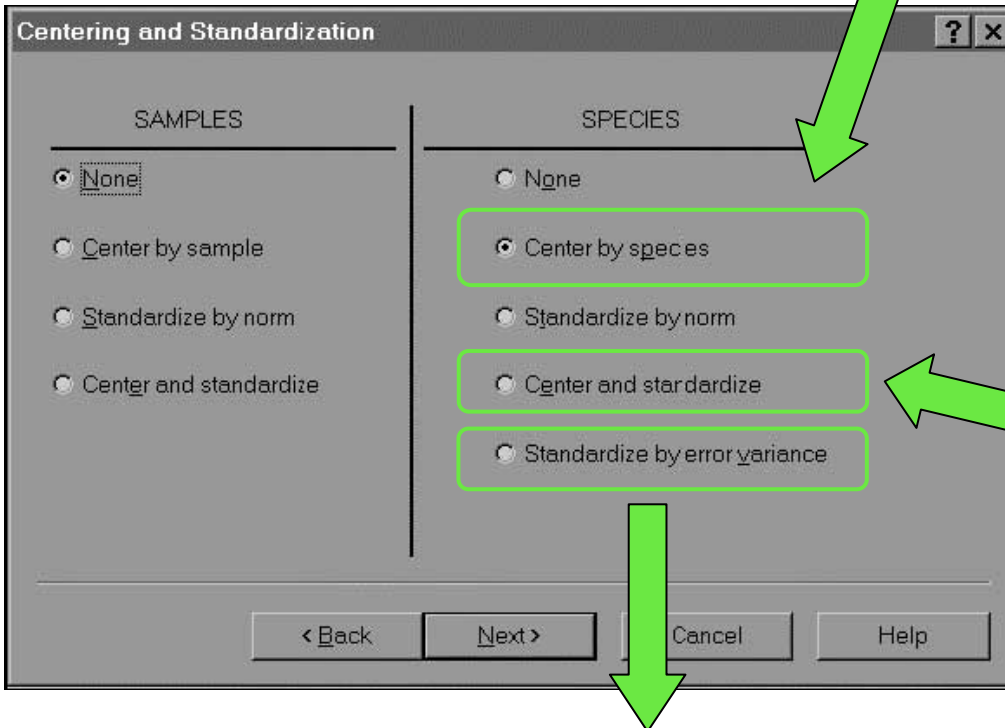 Centering and Standardization
SAMPLES
None
Center by sample
Standardize by norm
Center and standardize
SPECIES
None
Center by species
Standardize by norm
Center and stardardize
Standardize by error variance
< Back
Next >
Cancel
Help